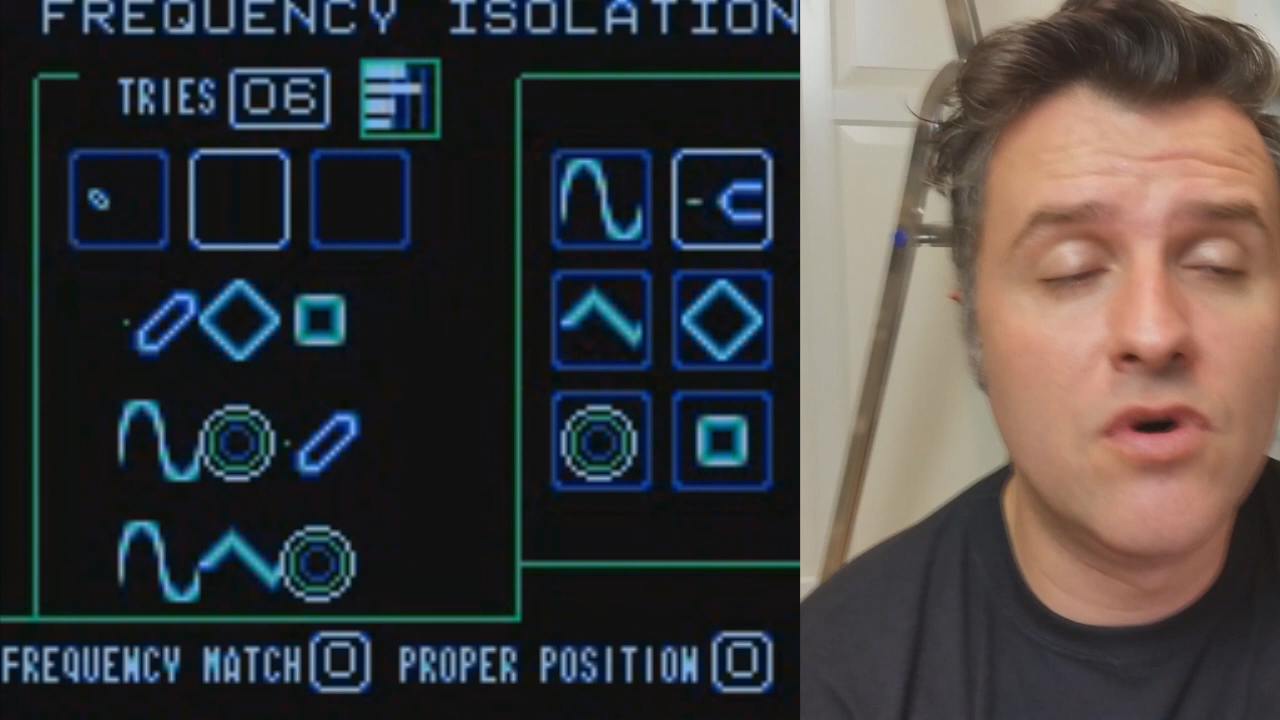 FREQUENCY ISOLATION
TRIES 06
FREQUENCY MATCH 0 PROPER POSITION 0